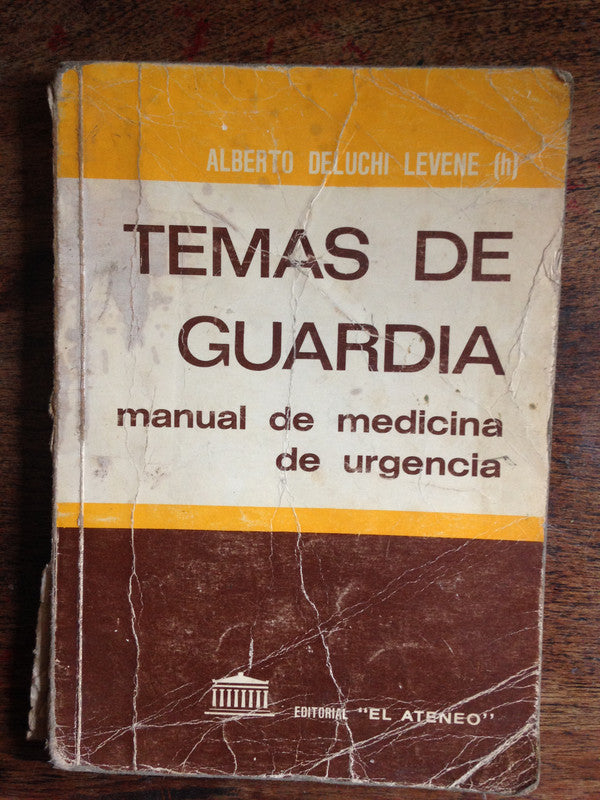 ALBERTO DELUCHI LEVENE (h)
TEMAS DE
GUARDIA
manual de medicina
de urgencia
EDITORIAL "EL ATENEO"